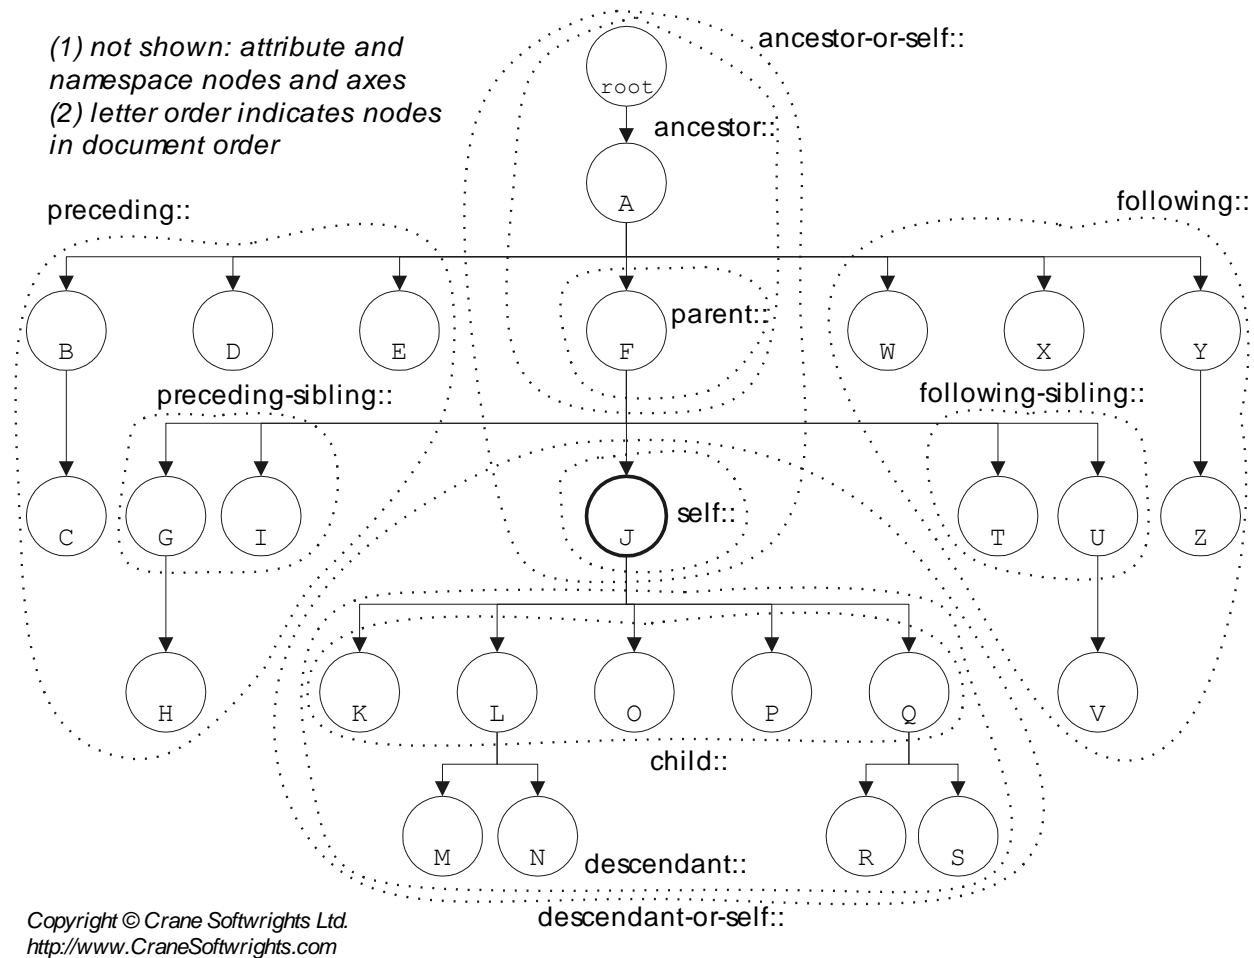 (1) not shown: attribute and
namespace nodes and axes
(2) letter order indicates nodes
in document order
ancestor-or-self::
root
ancestor::
A
preceding::
following::
parent::
B
D
E
F
W
X
Y
preceding-sibling::
following-sibling::
self::
C
G
I
J
T
U
Z
K
L
O
P
Q
H
V
child::
M
N
R
S
descendant::
descendant-or-self::
Copyright © Crane Softwrights Ltd.
http://www.CraneSoftwrights.com